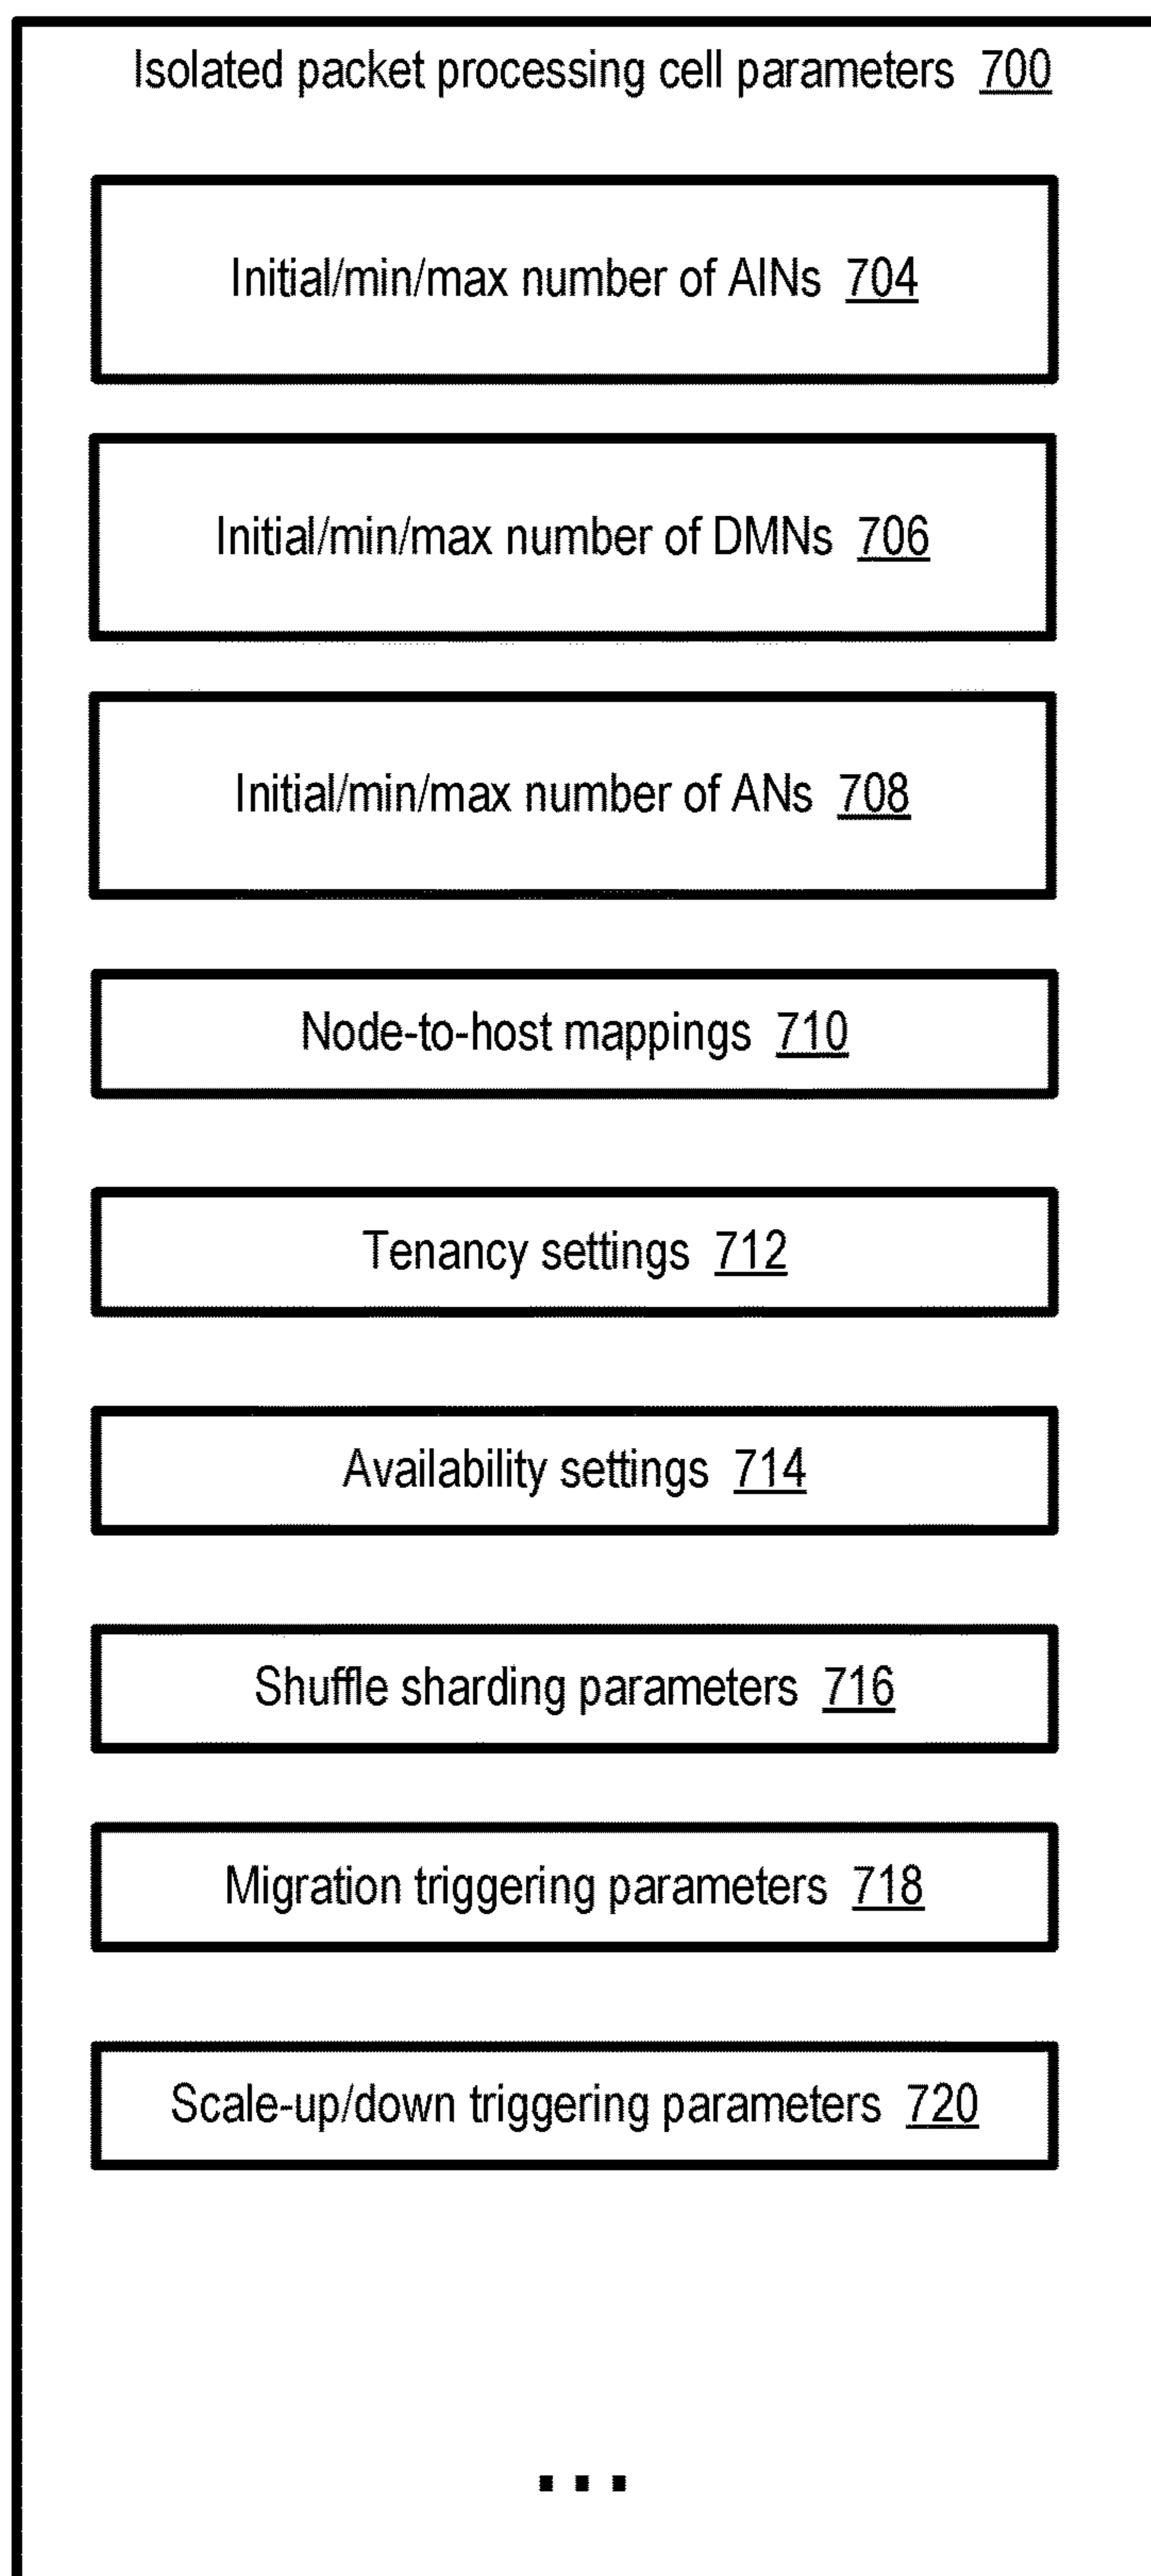 Isolated packet processing cell parameters 700
Initial/min/max number of AINs 704
Initial/min/max number of DMNs 706
Initial/min/max number of ANs 708
Node-to-host mappings 710
Tenancy settings 712
Availability settings 714
Shuffle sharding parameters 716
Migration triggering parameters 718
Scale-up/down triggering parameters 720
...